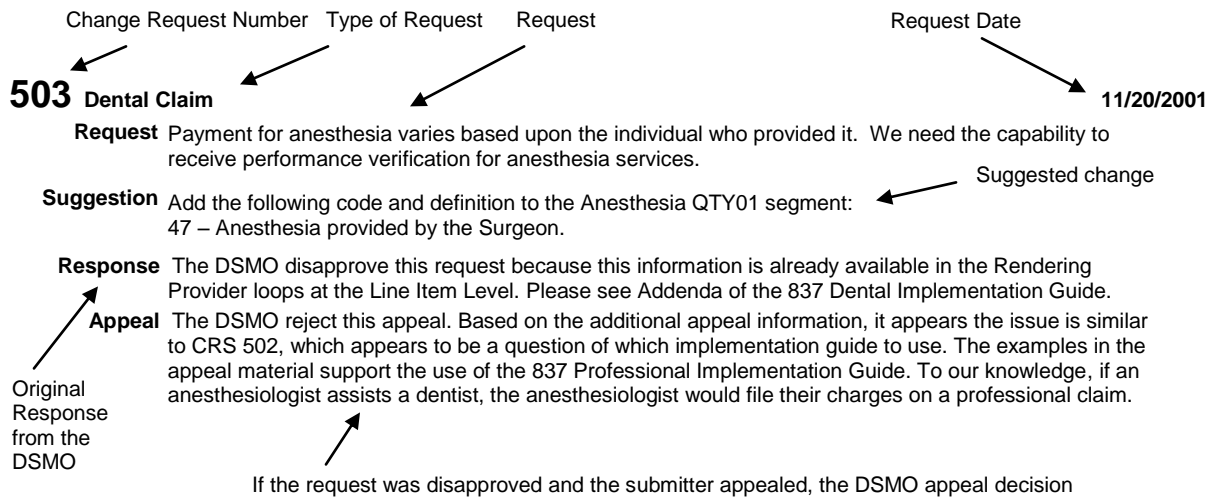 Change Request Number Type of Request Request Request Date
503 Dental Claim 11/20/2001
Request Payment for anesthesia varies based upon the individual who provided it. We need the capability to
receive performance verification for anesthesia services.
Suggested change
Suggestion Add the following code and definition to the Anesthesia QTY01 segment:
47 – Anesthesia provided by the Surgeon.
Response The DSMO disapprove this request because this information is already available in the Rendering
Provider loops at the Line Item Level. Please see Addenda of the 837 Dental Implementation Guide.
Appeal The DSMO reject this appeal. Based on the additional appeal information, it appears the issue is similar
to CRS 502, which appears to be a question of which implementation guide to use. The examples in the
appeal material support the use of the 837 Professional Implementation Guide. To our knowledge, if an
anesthesiologist assists a dentist, the anesthesiologist would file their charges on a professional claim.
Original
Response
from the
DSMO
If the request was disapproved and the submitter appealed, the DSMO appeal decision